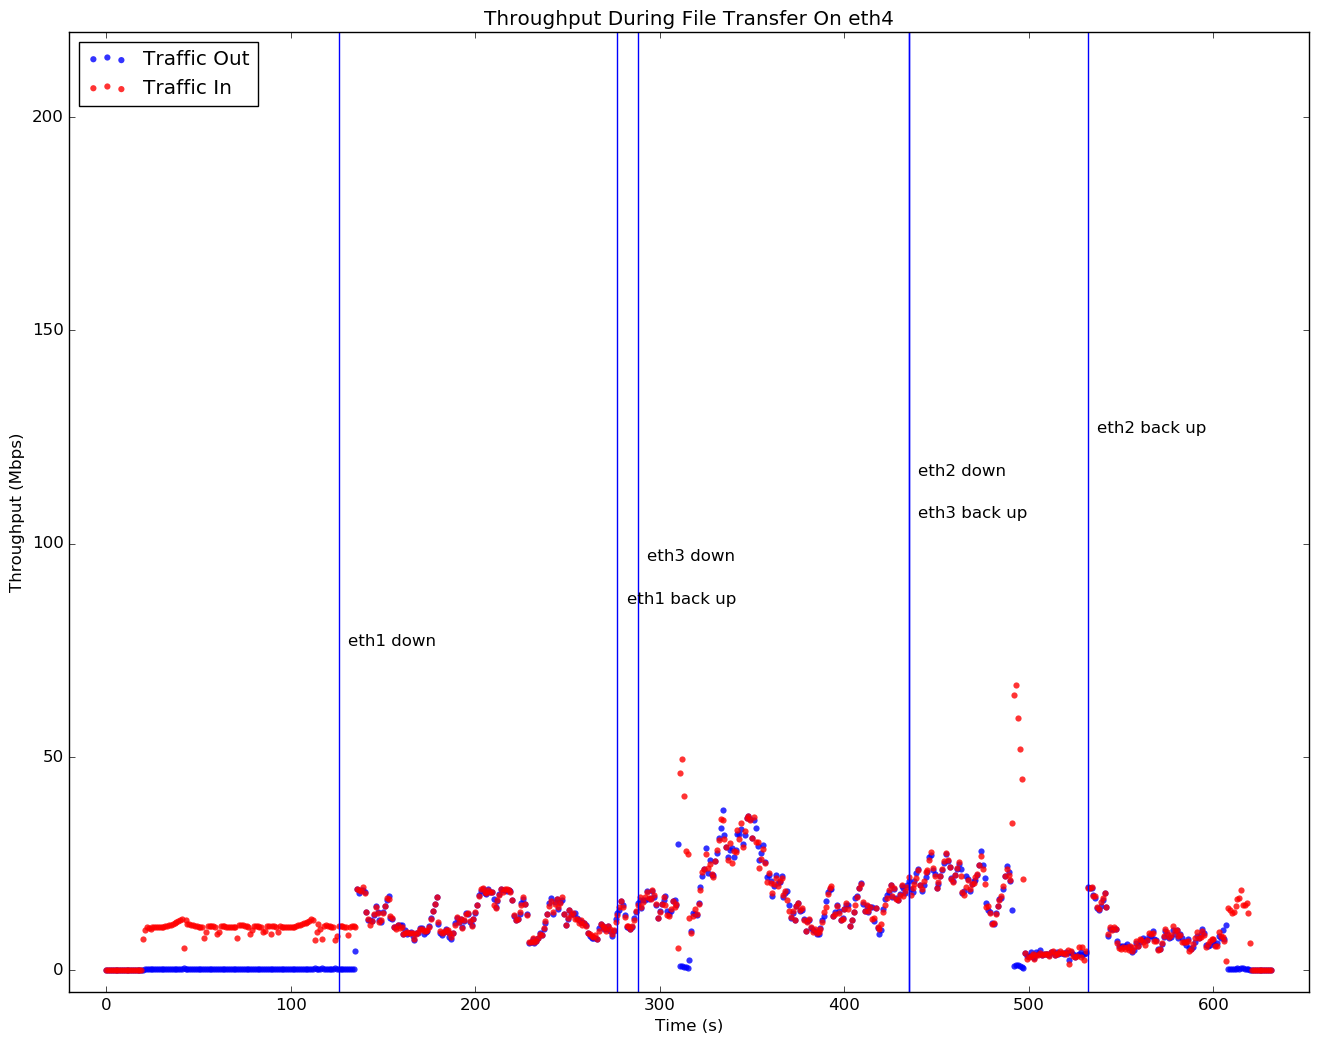 Throughput During File Transfer On eth4
Traffic Out
Traffic In
200
150
100
50
0
Throughput (Mbps)
eth2 back up
eth2 down
eth3 back up
eth3 down
eth1 back up
eth1 down
0 100 200 300 400 500 600
Time (s)